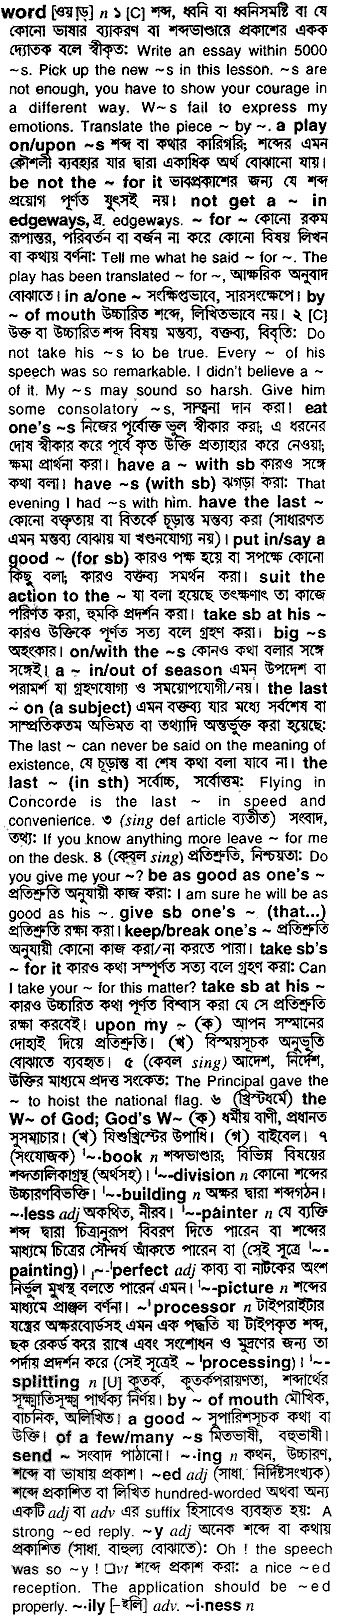 word [ওয়া্ড্] n ১ [C] শব্দ, ধ্বনি বা ধ্বনিসমষ্টি বা যে
কোনো ভাষার ব্যাকরণ বা শব্দভাণ্ডারে প্রকাশের একক
দ্যোতক বলে স্বীকৃত: Write an essay within 5000
~s. Pick up the new ~s in this lesson. ~s are
not enough, you have to show your courage in
a different way. W~s fail to express my
emotions. Translate the piece ~ by ~. a play
on/upon ~s শব্দ বা কথার কারিগরি; শব্দের এমন
কৌশলী ব্যবহার যার দ্বারা একাধিক অর্থ বোঝানো যায়।
be not the ~ for it ভাবপ্রকাশের জন্য যে শব্দ
প্রয়োগ পূর্ণত যুৎসই নয়। not get a ~ in
edgeways, দ্র. edgeways. ~ for ~ কোনো রকম
রূপান্তর, পরিবর্তন বা বর্জন না করে কোনো বিষয় লিখন
বা কথায় বর্ণনা: Tell me what he said ~ for ~. The
play has been translated ~ for ~, আক্ষরিক অনুবাদ
বোঝাতে। in a/one ~ সংক্ষিপ্তভাবে, সারসংক্ষেপে। by
~ of mouth উচ্চারিত শব্দে, লিখিতভাবে নয়। ২ [C]
উক্ত বা উচ্চারিত শব্দ বিষয় মন্তব্য, বক্তব্য, বিবৃতি: Do
not take his ~s to be true. Every ~ of his
speech was so remarkable. I didn't believe a ~
of it. My ~s may sound so harsh. Give him
some consolatory ~s, সান্ত্বনা দান করা। eat
one's ~s নিজের পূর্বোক্ত ভুল স্বীকার করা; এ ধরনের
দোষ স্বীকার করে পূর্বে কৃত উক্তি প্রত্যাহার করে নেওয়া;
ক্ষমা প্রার্থনা করা। have a ~ with sb কারও সঙ্গে
কথা বলা। have ~s (with sb) ঝগড়া করা: That
evening I had ~s with him. have the last ~
কোনো বক্তৃতায় বা বিতর্কে চূড়ান্ত মন্তব্য করা (সাধারণত
এমন মন্তব্য বোঝায় যা খণ্ডনযোগ্য নয়)। put in/say a
good ~ (for sb) কারও পক্ষ হয়ে বা সপক্ষে কোনো
কিছু বলা; কারও বক্তব্য সমর্থন করা। suit the
action to the ~ যা বলা হয়েছে তৎক্ষণাৎ তা কাজে
পরিণত করা, হুমকি প্রদর্শন করা। take sb at his ~
কারও উক্তিকে পূর্ণত সত্য বলে গ্রহণ করা। big ~s
অহংকার। on/with the ~s কোনও কথা বলার সঙ্গে
সঙ্গেই। a ~ in/out of season এমন উপদেশ বা
পরামর্শ যা গ্রহণযোগ্য ও সময়োপযোগী/নয়। the last
~ on (a subject) এমন বক্তব্য যার মধ্যে সর্বশেষ বা
সাম্প্রতিকতম অভিমত বা তথ্যাদি অন্তর্ভুক্ত করা হয়েছে:
The last ~ can never be said on the meaning of
existence, যে চূড়ান্ত বা শেষ কথা বলা যাবে না। the
last ~ (in sth) সর্বোচ্চ, সর্বোত্তম: Flying in
Concorde is the last ~ in speed and
convenience. ৩ (sing def article ব্যতীত) সংবাদ,
তথ্য: If you know anything more leave ~ for me
on the desk. ৪ (কেবল sing) প্রতিশ্রুতি, নিশ্চয়তা: Do
you give me your ~? be as good as one's ~
প্রতিশ্রুতি অনুযায়ী কাজ করা: I am sure he will be as
good as his ~. give sb one's ~ (that...)
প্রতিশ্রুতি রক্ষা করা। keep/break one's ~ প্রতিশ্রুতি
অনুযায়ী কোনো কাজ করা/না করতে পারা। take sb's
~ for it কারও কথা সম্পূর্ণত সত্য বলে গ্রহণ করা: Can
I take your ~ for this matter? take sb at his ~
কারও উচ্চারিত কথা পূর্ণত বিশ্বাস করা যে সে প্রতিশ্রুতি
রক্ষা করবেই। upon my ~ (ক) আপন সম্মানের
দোহাই দিয়ে প্রতিশ্রুতি। (খ) বিস্ময়সূচক অনুভূতি
বোঝাতে ব্যবহৃত। ৫ (কেবল sing) আদেশ, নির্দেশ,
উক্তির মাধ্যমে প্রদত্ত সংকেত: The Principal gave the
~ to hoist the national flag. ৬ (খ্রিস্টধর্মে) the
W~ of God; God's W~ (ক) ধর্মীয় বাণী, প্রধানত
সুসমাচার। (খ) যিশুখ্রিস্টের উপাধি। (গ) বাইবেল। ৭
(সংযোজক) '~-book n শব্দভাণ্ডার; বিভিন্ন বিষয়ের
শব্দতালিকাগ্রন্থ (অর্থসহ)। '~-division n কোনো শব্দের
উচ্চারণবিভক্তি। '~-building n অক্ষর দ্বারা শব্দগঠন।
~-less adj অকথিত, নীরব। '~-painter n যে ব্যক্তি
শব্দ দ্বারা চিত্রানুরূপ বিবরণ দিতে পারেন বা শব্দের
মাধ্যমে চিত্রের সৌন্দর্য আঁকতে পারেন বা (সেই সূত্রে '~-
painting)। ,~-'perfect adj কাব্য বা নাটকের অংশ
নির্ভুল মুখস্থ বলতে পারেন এমন। '~-picture n শব্দের
মাধ্যমে প্রাঞ্জল বর্ণনা। ~'processor n টাইপরাইটার
যন্ত্রের অক্ষরবোর্ডসহ এমন এক পদ্ধতি যা টাইপকৃত শব্দ,
ছক রেকর্ড করে রাখে এবং সংশোধন ও মুদ্রণের জন্য তা
পর্দায় প্রদর্শন করে (সেই সূত্রেই ~ 'processing)। '~-
splitting n [U] কূতর্ক, কূতর্কপরায়ণতা, শব্দার্থের
সূক্ষ্মাতিসূক্ষ্ম পার্থক্য নির্ণয়। by ~ of mouth মৌখিক,
বাচনিক, অলিখিত। a good ~ সুপারিশসূচক কথা বা
উক্তি। of a few/many ~s মিতভাষী, বহুভাষী।
send ~ সংবাদ পাঠানো। ~-ing n কথন, উচ্চারণ,
শব্দে বা ভাষায় প্রকাশ। ~ed adj (সাধা. নির্দিষ্টসংখ্যক)
শব্দে প্রকাশিত বা লিখিত hundred-worded অথবা অন্য
একটি adj বা adv এর suffix হিসাবেও ব্যবহৃত হয়: A
strong ~ed reply. ~y adj অনেক শব্দে বা কথায়
প্রকাশিত (সাধা. বাহুল্য বোঝাতে): Oh ! the speech
was so ~y ! □vt শব্দে প্রকাশ করা: a nice ~ed
reception. The application should be ~ed
properly. ~·ily [–ইলি] adv. ~i·ness n